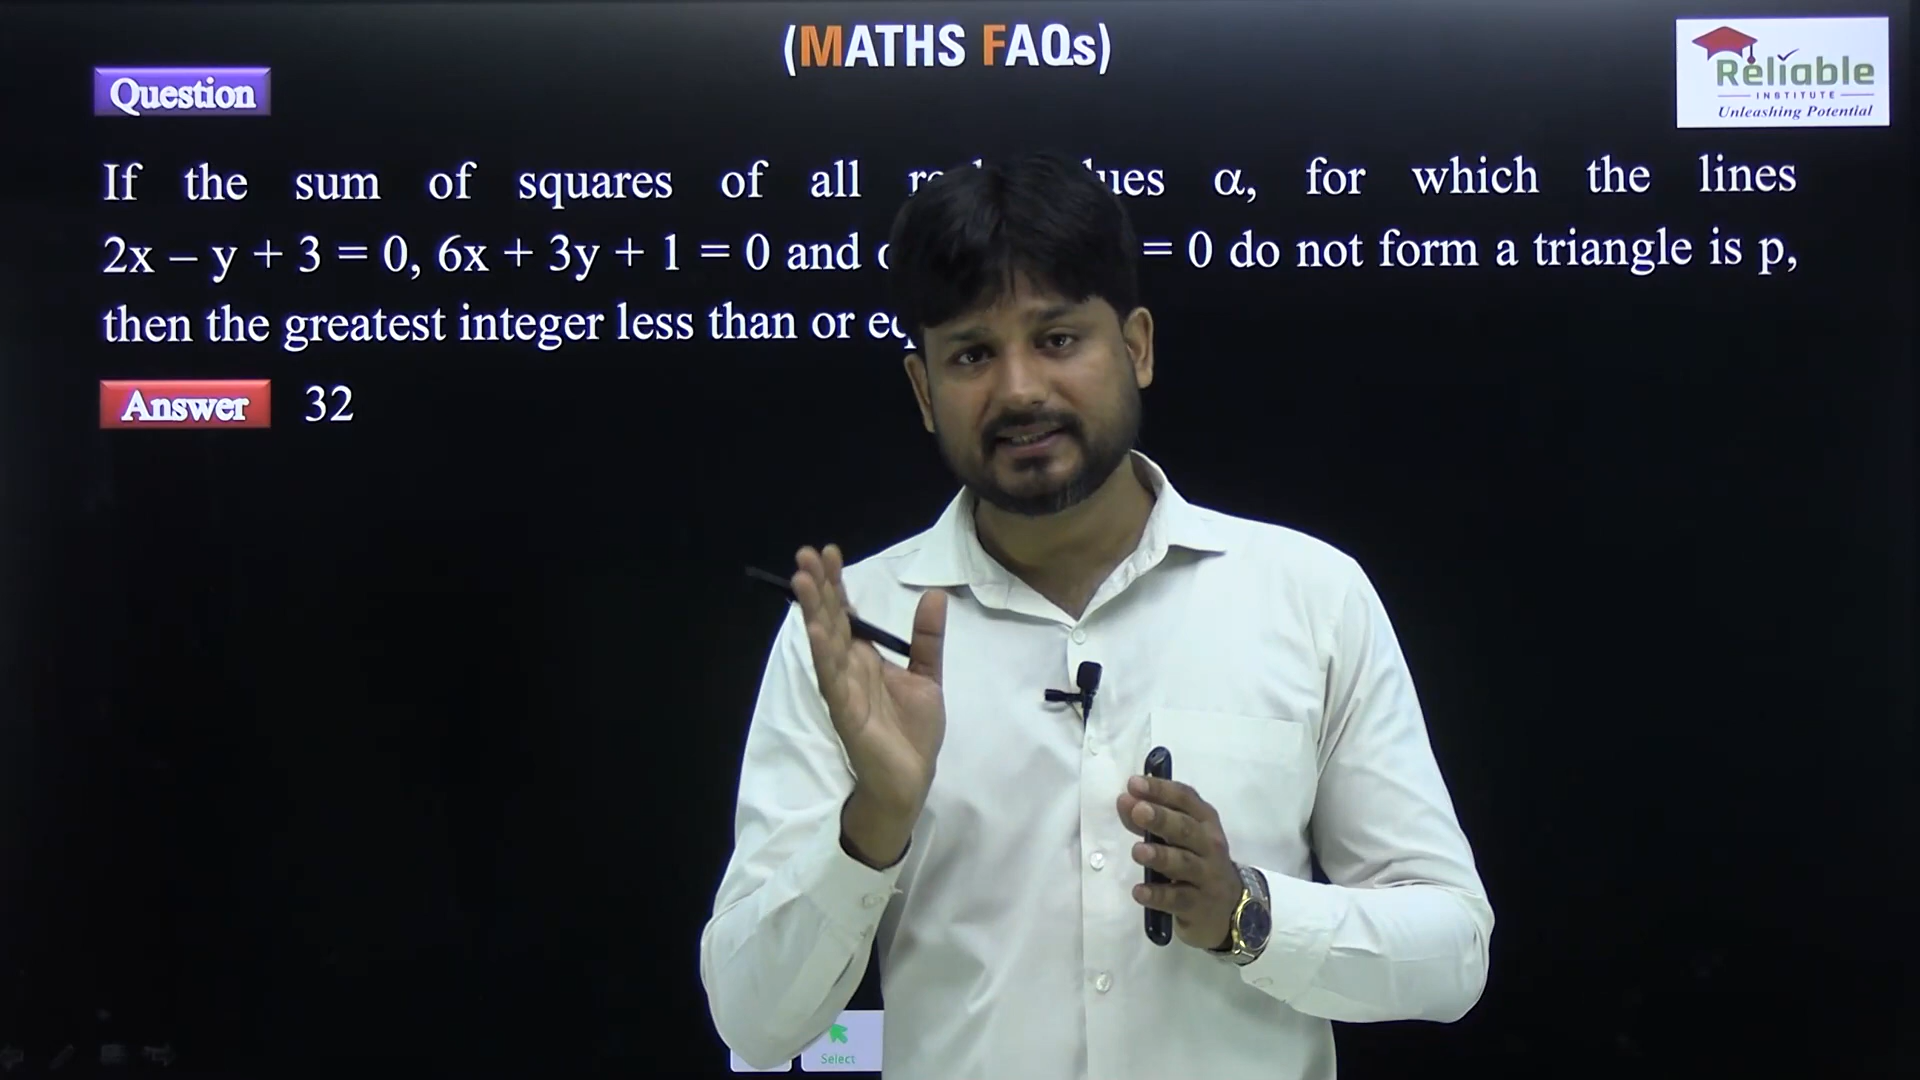 (MATHS FAQs)
Question
Reliable
INSTITUTE
Unleashing Potential
If the sum of squares of all α, for which the lines
2x – y + 3 = 0, 6x + 3y + 1 = 0 and = 0 do not form a triangle is p,
then the greatest integer less than or
Answer 32
Select